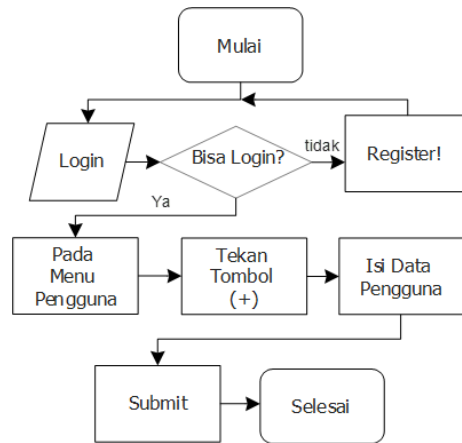 Mulai
Login
Bisa Login?
tidak
Register!
Ya
Pada
Menu
Pengguna
Tekan
Tombol
(+)
Isi Data
Pengguna
Submit
Selesai